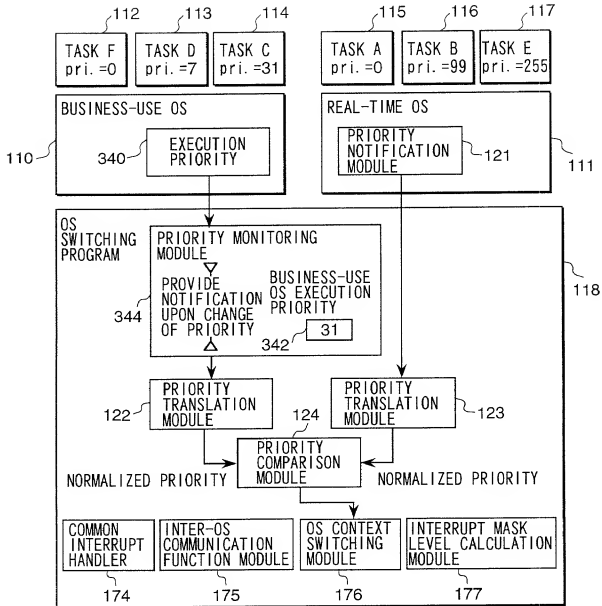 112
113
114
115
116
117
TASK F
pri.=0
TASK D
pri.=7
TASK C
pri.=31
TASK A
pri.=0
TASK B
pri.=99
TASK E
pri.=255
BUSINESS-USE OS
EXECUTION
PRIORITY
110
340
REAL-TIME OS
PRIORITY
NOTIFICATION
MODULE
121
111
OS
SWITCHING
PROGRAM
118
PRIORITY MONITORING
MODULE
PROVIDE
NOTIFICATION
UPON CHANGE
OF PRIORITY
BUSINESS-USE
OS EXECUTION
PRIORITY
31
344
342
PRIORITY
TRANSLATION
MODULE
122
PRIORITY
TRANSLATION
MODULE
123
124
PRIORITY
COMPARISON
MODULE
NORMALIZED PRIORITY
NORMALIZED PRIORITY
COMMON
INTERRUPT
HANDLER
INTER-OS
COMMUNICATION
FUNCTION MODULE
OS CONTEXT
SWITCHING
MODULE
INTERRUPT MASK
LEVEL CALCULATION
MODULE
174
175
176
177